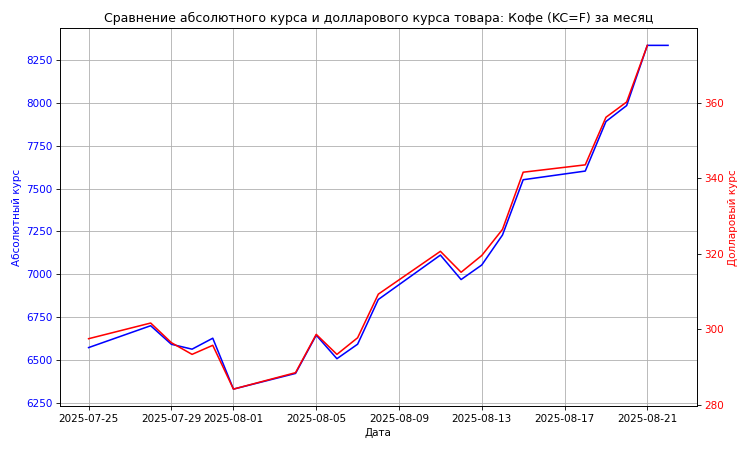 Сравнение абсолютного курса и долларового курса товара: Кофе (KC=F) за месяц
Абсолютный курс
8250
8000
7750
7500
7250
7000
6750
6500
6250
Долларовый курс
360
340
320
300
280
2025-07-25 2025-07-29 2025-08-01 2025-08-05 2025-08-09 2025-08-13 2025-08-17 2025-08-21
Дата